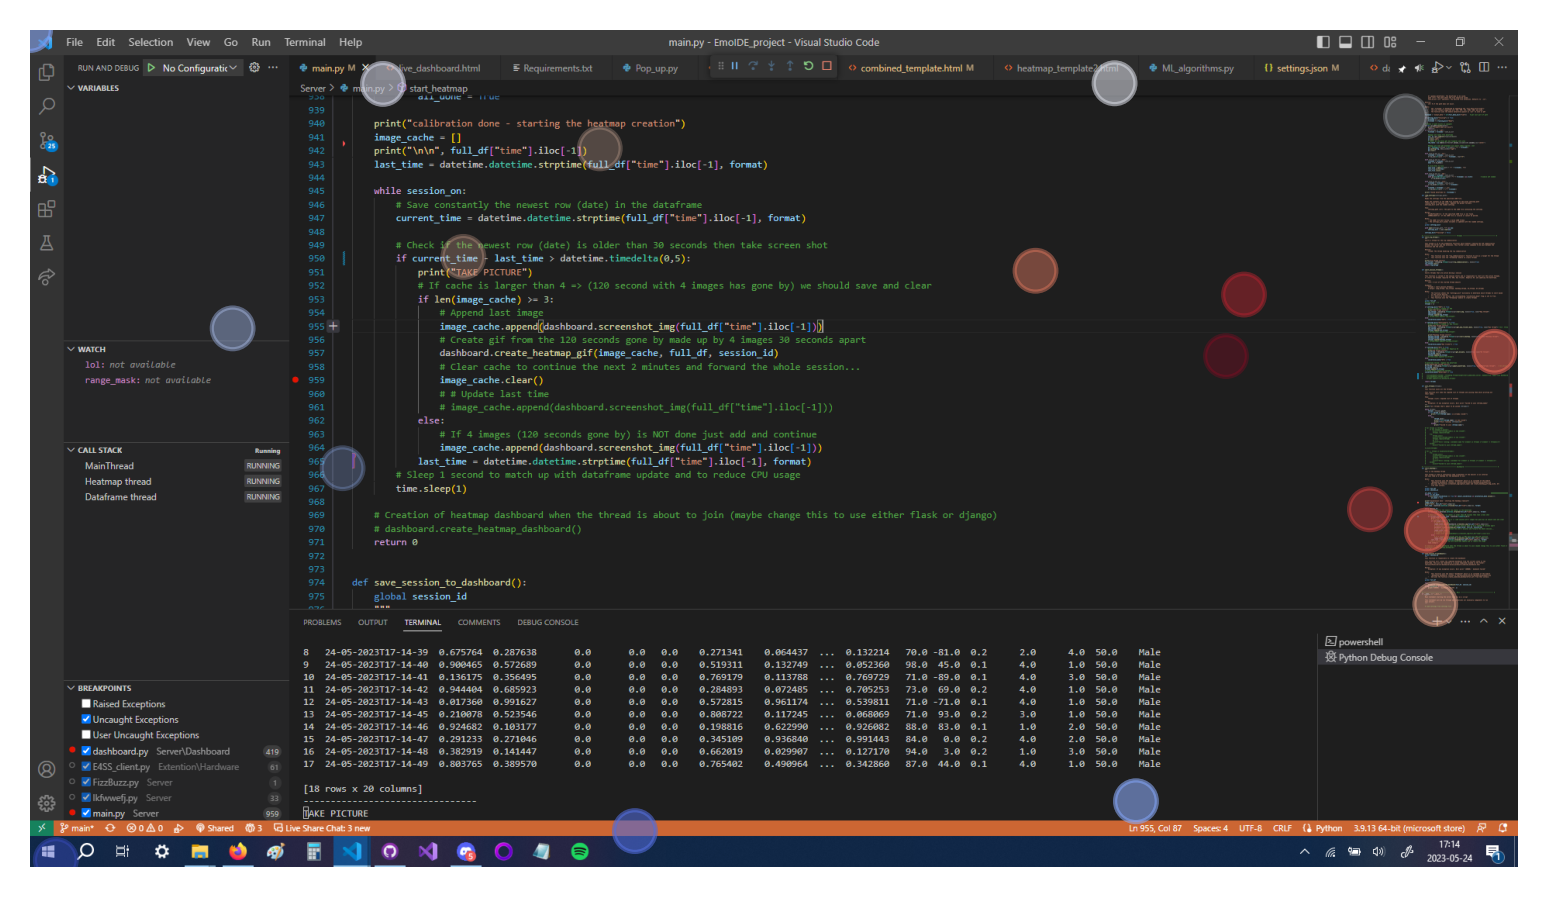 File Edit Selection View Go Run Terminal Help
main.py - EmoIDE_project - Visual Studio Code
RUN AND DEBUG No Configuratic
main.py M live_dashboard.html Requirements.txt Pop_up.py combined_template.html M heatmap_template2.html ML_algorithms.py settings.json M
Server > main.py > start_heatmap
VARIABLES
938 all_done = True
939
940 print("calibration done - starting the heatmap creation")
941 image_cache = []
942 print("\n\n", full_df["time"].iloc[-1])
943 last_time = datetime.datetime.strptime(full_df["time"].iloc[-1], format)
944
945 while session_on:
946 # Save constantly the newest row (date) in the dataframe
947 current_time = datetime.datetime.strptime(full_df["time"].iloc[-1], format)
948
949 # Check if the newest row (date) is older than 30 seconds then take screen shot
950 if current_time - last_time > datetime.timedelta(0,5):
951 print("TAKE PICTURE")
952 # If cache is larger than 4 => (120 second with 4 images has gone by) we should save and clear
953 if len(image_cache) >= 3:
954 # Append last image
955 image_cache.append(dashboard.screenshot_img(full_df["time"].iloc[-1]))
956 # Create gif from the 120 seconds gone by made up by 4 images 30 seconds apart
957 dashboard.create_heatmap_gif(image_cache, full_df, session_id)
958 # Clear cache to continue the next 2 minutes and forward the whole session...
959 image_cache.clear()
960 # # Update last time
961 # image_cache.append(dashboard.screenshot_img(full_df["time"].iloc[-1]))
962 else:
963 # If 4 images (120 seconds gone by) is NOT done just add and continue
964 image_cache.append(dashboard.screenshot_img(full_df["time"].iloc[-1]))
965 last_time = datetime.datetime.strptime(full_df["time"].iloc[-1], format)
966 # Sleep 1 second to match up with dataframe update and to reduce CPU usage
967 time.sleep(1)
968
969 # Creation of heatmap dashboard when the thread is about to join (maybe change this to use either flask or django)
970 # dashboard.create_heatmap_dashboard()
971 return 0
972
973
974 def save_session_to_dashboard():
975 global session_id
976 """
WATCH
lol: not available
range_mask: not available
CALL STACK Running
MainThread RUNNING
Heatmap thread RUNNING
Dataframe thread RUNNING
BREAKPOINTS
Raised Exceptions
Uncaught Exceptions
User Uncaught Exceptions
dashboard.py Server\Dashboard 419
E4SS_client.py Extention\Hardware 61
FizzBuzz.py Server 1
lkfwwefj.py Server 33
main.py Server 959
PROBLEMS OUTPUT TERMINAL COMMENTS DEBUG CONSOLE
8 24-05-2023T17-14-39 0.675764 0.287638 0.0 0.0 0.0 0.271341 0.064437 ... 0.132214 70.0 -81.0 0.2 2.0 4.0 50.0 Male
9 24-05-2023T17-14-40 0.900465 0.572689 0.0 0.0 0.0 0.519311 0.132749 ... 0.052360 98.0 45.0 0.1 4.0 1.0 50.0 Male
10 24-05-2023T17-14-41 0.136175 0.356495 0.0 0.0 0.0 0.769179 0.113788 ... 0.769729 71.0 -89.0 0.1 4.0 3.0 50.0 Male
11 24-05-2023T17-14-42 0.944404 0.685923 0.0 0.0 0.0 0.284893 0.072485 ... 0.705253 73.0 69.0 0.2 4.0 1.0 50.0 Male
12 24-05-2023T17-14-43 0.017360 0.991627 0.0 0.0 0.0 0.572815 0.961174 ... 0.539811 71.0 -71.0 0.1 4.0 1.0 50.0 Male
13 24-05-2023T17-14-45 0.210078 0.523546 0.0 0.0 0.0 0.808722 0.117245 ... 0.068069 71.0 93.0 0.2 3.0 1.0 50.0 Male
14 24-05-2023T17-14-46 0.924682 0.103177 0.0 0.0 0.0 0.198816 0.622990 ... 0.926082 88.0 83.0 0.1 1.0 2.0 50.0 Male
15 24-05-2023T17-14-47 0.291233 0.271046 0.0 0.0 0.0 0.345109 0.936840 ... 0.991443 84.0 0.0 0.2 4.0 2.0 50.0 Male
16 24-05-2023T17-14-48 0.382919 0.141447 0.0 0.0 0.0 0.662019 0.029907 ... 0.127170 94.0 3.0 0.2 1.0 3.0 50.0 Male
17 24-05-2023T17-14-49 0.803765 0.389570 0.0 0.0 0.0 0.765402 0.490964 ... 0.342860 87.0 44.0 0.1 4.0 1.0 50.0 Male
[18 rows x 20 columns]
--------------------------------
TAKE PICTURE
powershell
Python Debug Console
main* 0 0 Shared 3 Live Share Chat: 3 new Ln 955, Col 87 Spaces: 4 UTF-8 CRLF Python 3.9.13 64-bit (microsoft store)
17:14
2023-05-24